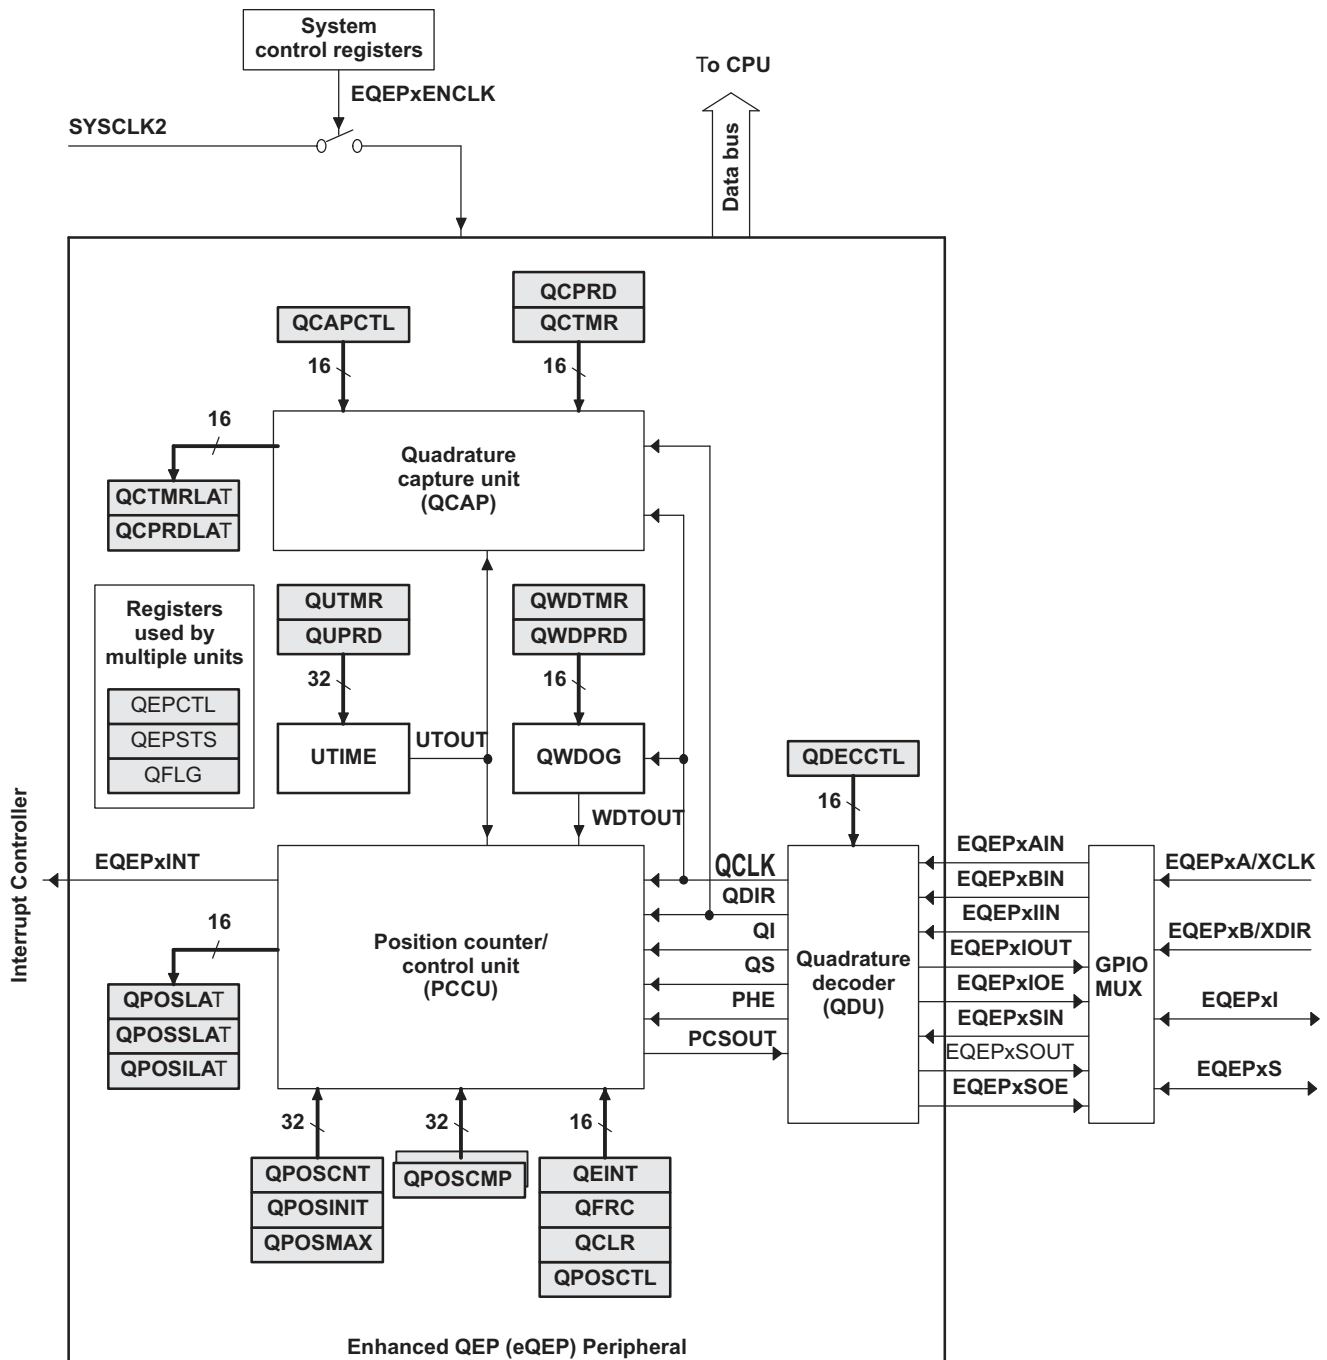 System
control registers
To CPU
EQEPxENCLK
SYSCLK2
Data bus
QCPRD
QCAPCTL
QCTMR
16
16
16
Quadrature
capture unit
(QCAP)
QCTMRLAT
QCPRDLAT
Registers
used by
multiple units
QEPCTL
QEPSTS
QFLG
QUTMR
QUPRD
32
UTIME
UTOUT
QWDTMR
QWDPRD
16
QWDOG
WDTOUT
QDECCTL
16
Interrupt Controller
EQEPxINT
16
QPOSLAT
QPOSSLAT
QPOSILAT
Position counter/
control unit
(PCCU)
QCLK
QDIR
QI
QS
PHE
PCSOUT
Quadrature
decoder
(QDU)
EQEPxAIN
EQEPxBIN
EQEPxIIN
EQEPxIOUT
EQEPxIOE
EQEPxSIN
EQEPxSOUT
EQEPxSOE
GPIO
MUX
EQEPxA/XCLK
EQEPxB/XDIR
EQEPxI
EQEPxS
32
32
16
QPOSCNT
QPOSINIT
QPOSMAX
QPOSCMP
QEINT
QFRC
QCLR
QPOSCTL
Enhanced QEP (eQEP) Peripheral